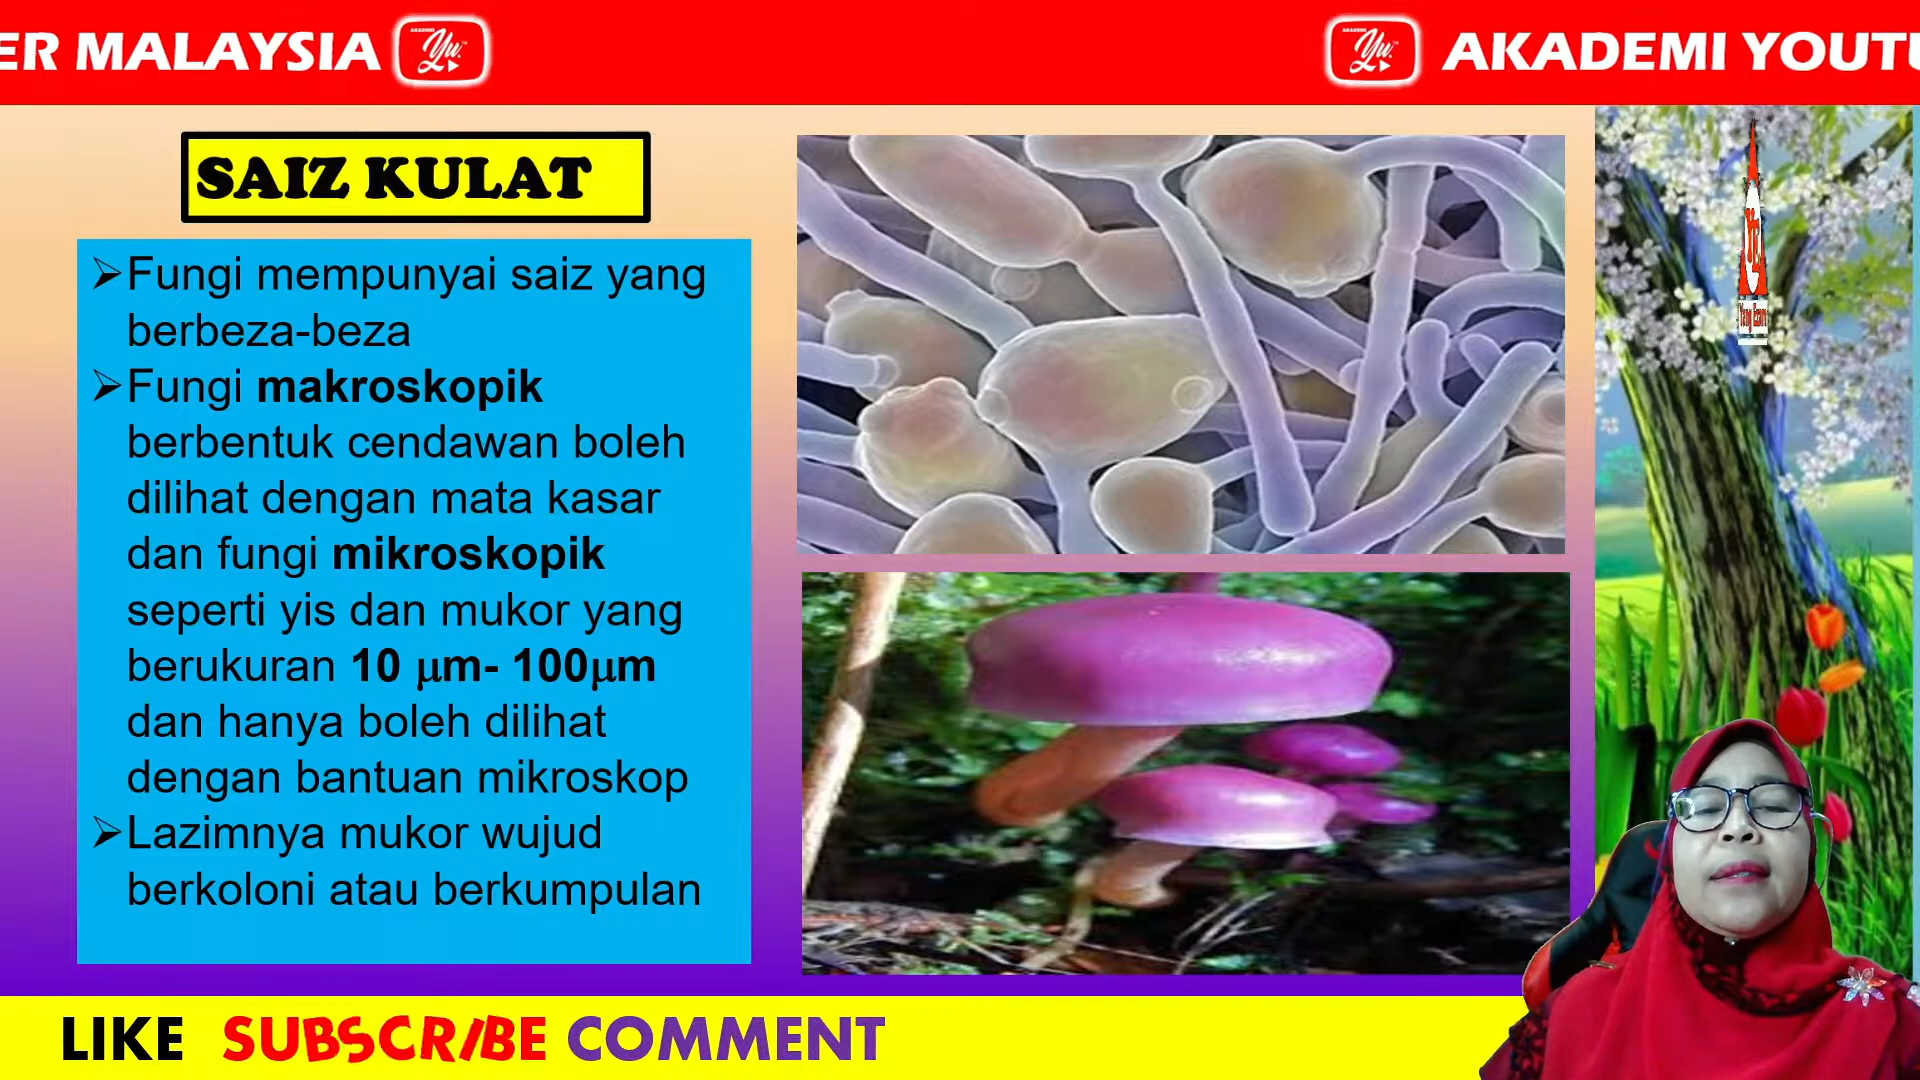 ER MALAYSIA
AKADEMI YOUTU
SAIZ KULAT
➢Fungi mempunyai saiz yang
berbeza-beza
➢Fungi makroskopik
berbentuk cendawan boleh
dilihat dengan mata kasar
dan fungi mikroskopik
seperti yis dan mukor yang
berukuran 10 µm- 100µm
dan hanya boleh dilihat
dengan bantuan mikroskop
➢Lazimnya mukor wujud
berkoloni atau berkumpulan
LIKE SUBSCRIBE COMMENT